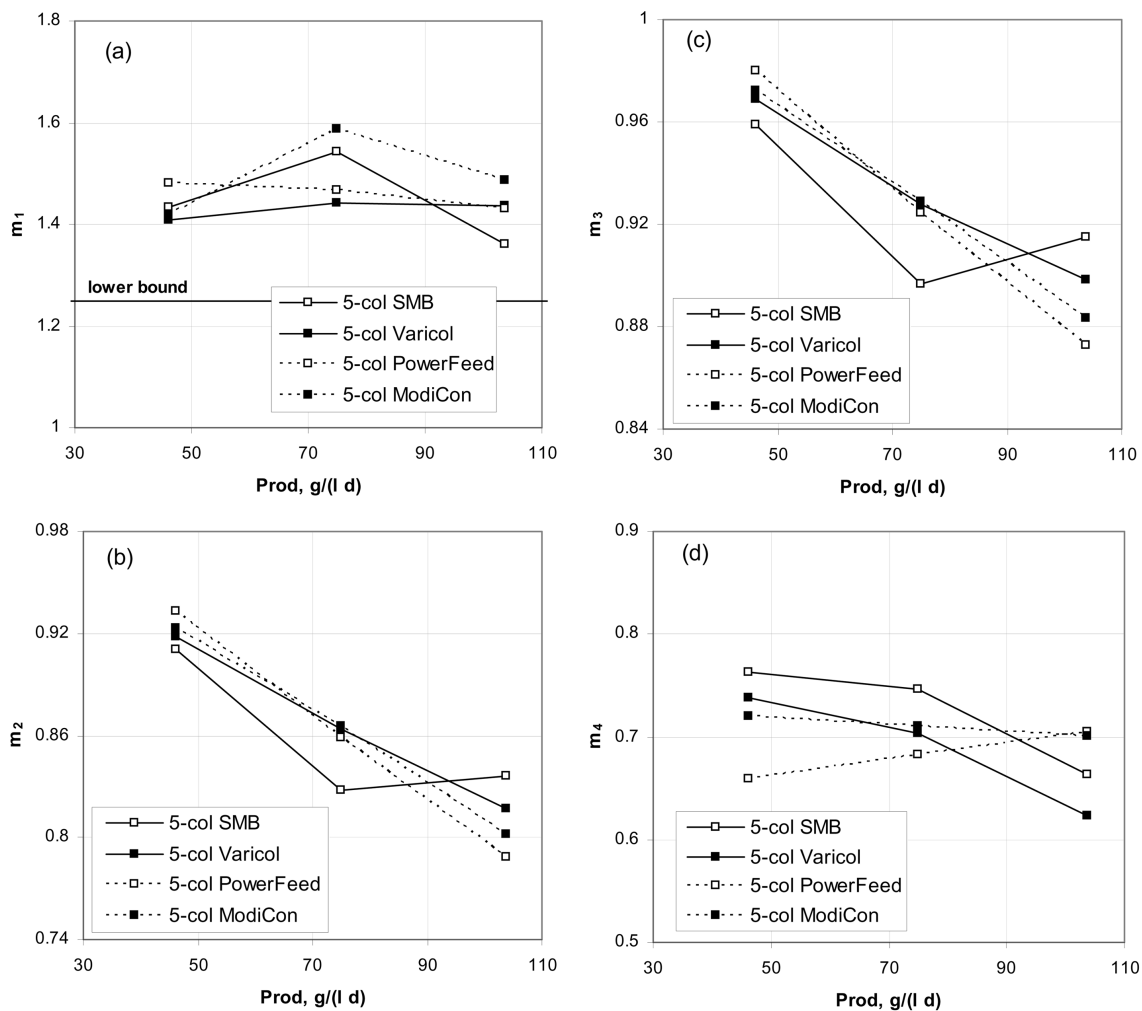 (a)
1.8
1.6
1.4
1.2
1
m1
lower bound
5-col SMB
5-col Varicol
5-col PowerFeed
5-col ModiCon
30 50 70 90 110
Prod, g/(l d)
(c)
1
0.96
0.92
0.88
0.84
m3
5-col SMB
5-col Varicol
5-col PowerFeed
5-col ModiCon
30 50 70 90 110
Prod, g/(l d)
(b)
0.98
0.92
0.86
0.8
0.74
m2
5-col SMB
5-col Varicol
5-col PowerFeed
5-col ModiCon
30 50 70 90 110
Prod, g/(l d)
(d)
0.9
0.8
0.7
0.6
0.5
m4
5-col SMB
5-col Varicol
5-col PowerFeed
5-col ModiCon
30 50 70 90 110
Prod, g/(l d)